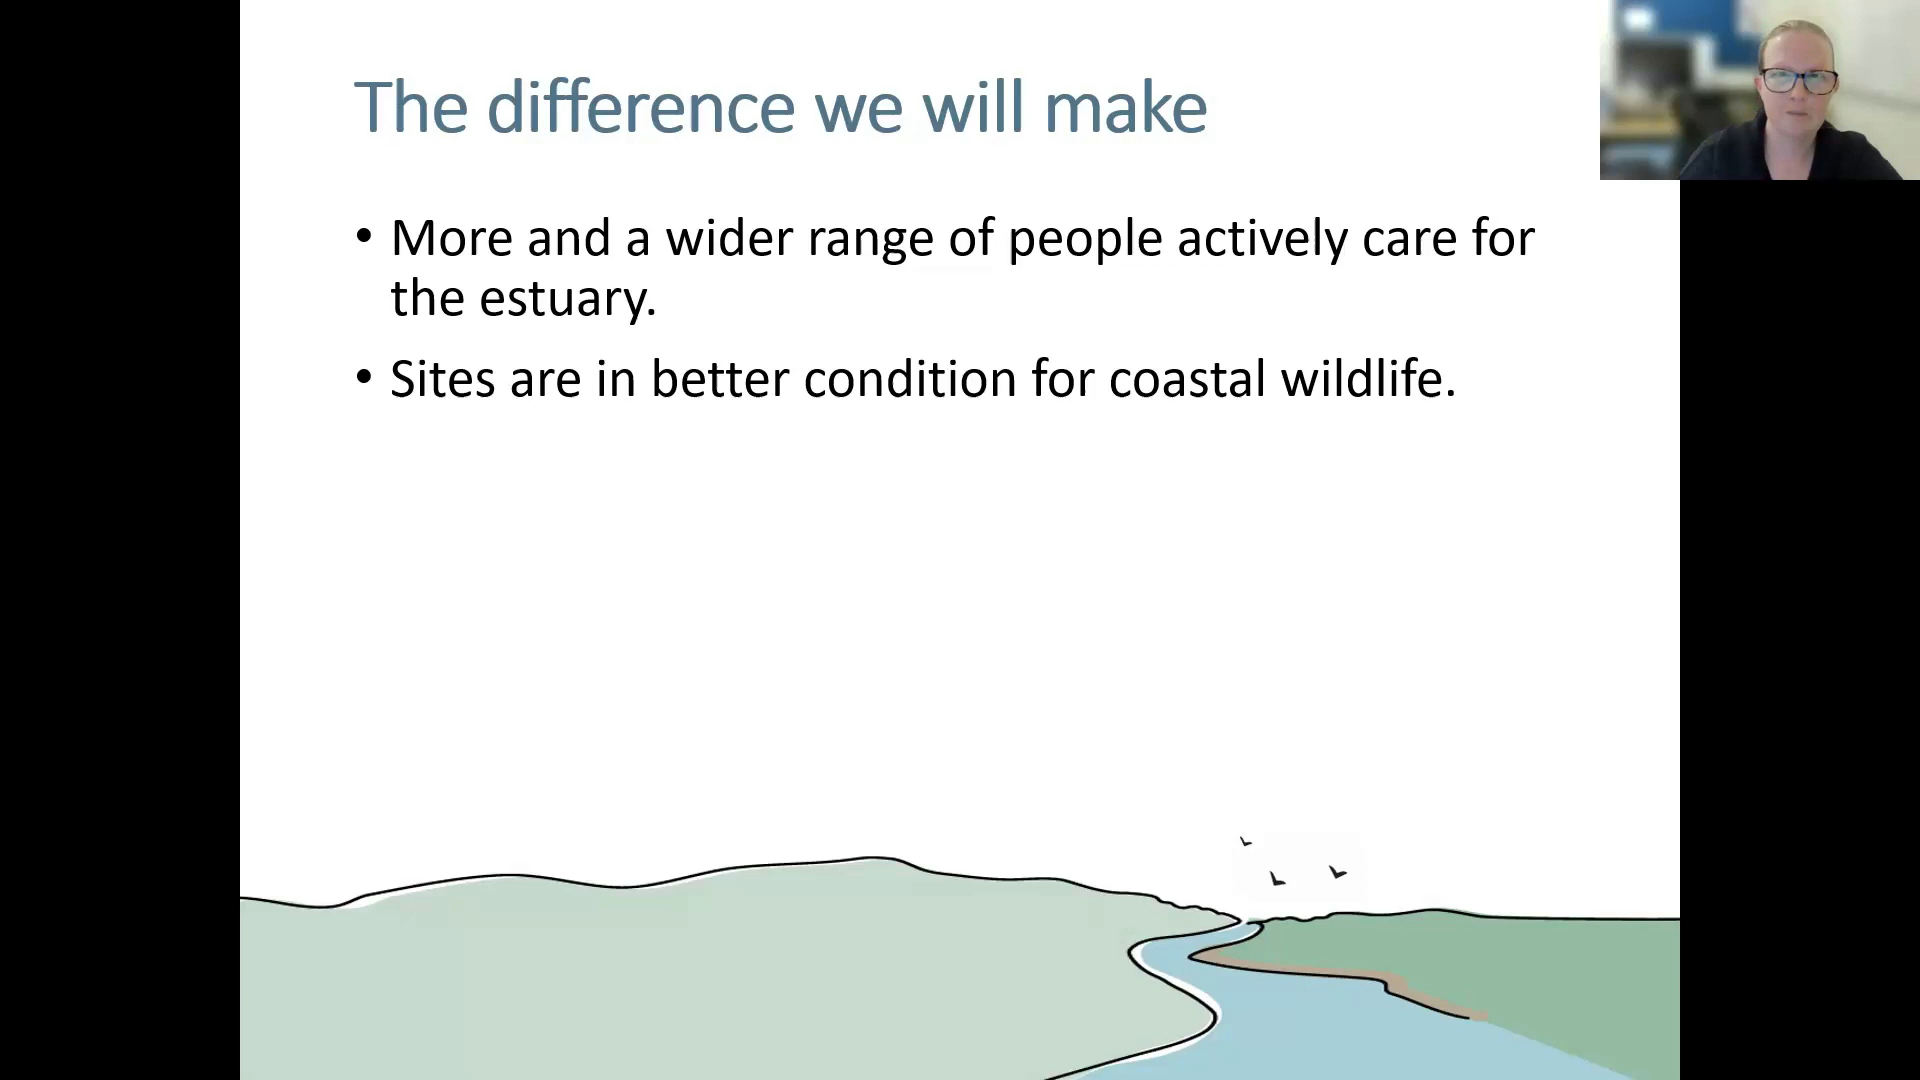 The difference we will make
• More and a wider range of people actively care for
the estuary.
• Sites are in better condition for coastal wildlife.